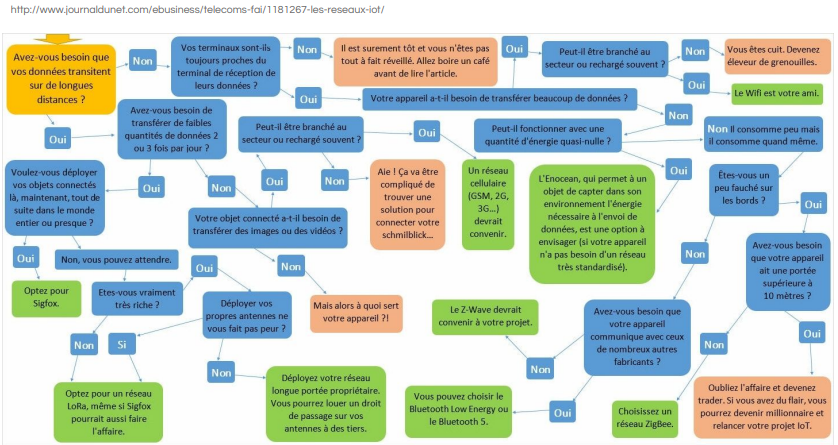 http://www.journaldunet.com/ebusiness/telecoms-fai/1181267-les-reseaux-iot/
Avez-vous besoin que
vos données transitent
sur de longues
distances ?
Non
Vos terminaux sont-ils
toujours proches du
terminal de réception de
leurs données ?
Non
Il est surement tôt et vous n'êtes pas
tout à fait réveillé. Allez boire un café
avant de lire l'article.
Oui
Peut-il être branché au
secteur ou rechargé souvent ?
Non
Vous êtes cuit. Devenez
éleveur de grenouilles.
Oui
Le Wifi est votre ami.
Oui
Votre appareil a-t-il besoin de transférer beaucoup de données ?
Non
Oui
Avez-vous besoin de
transférer de faibles
quantités de données 2
ou 3 fois par jour ?
Peut-il être branché au
secteur ou rechargé souvent ?
Oui
Peut-il fonctionner avec une
quantité d'énergie quasi-nulle ?
Non Il consomme peu mais
il consomme quand même.
Voulez-vous déployer
vos objets connectés
là, maintenant, tout de
suite dans le monde
entier ou presque ?
Oui
Non
Oui
Non
Aie ! Ça va être
compliqué de
trouver une
solution pour
connecter votre
schmilblick...
Un réseau
cellulaire
(GSM, 2G,
3G...)
devrait
convenir.
L'Enocean, qui permet à un
objet de capter dans son
environnement l'énergie
nécessaire à l'envoi de
données, est une option à
envisager (si votre appareil
n'a pas besoin d'un réseau
très standardisé).
Oui
Êtes-vous un
peu fauché sur
les bords ?
Oui
Votre objet connecté a-t-il besoin de
transférer des images ou des vidéos ?
Oui
Non, vous pouvez attendre.
Oui
Non
Non
Avez-vous besoin
que votre appareil
ait une portée
supérieure à
10 mètres ?
Optez pour
Sigfox.
Etes-vous vraiment
très riche ?
Déployer vos
propres antennes ne
vous fait pas peur ?
Mais alors à quoi sert
votre appareil ?!
Le Z-Wave devrait
convenir à votre projet.
Avez-vous besoin que
votre appareil
communique avec ceux
de nombreux autres
fabricants ?
Non
Si
Non
Non
Non
Oui
Optez pour un réseau
LoRa, même si Sigfox
pourrait aussi faire
l'affaire.
Déployez votre réseau
longue portée propriétaire.
Vous pourrez louer un droit
de passage sur vos
antennes à des tiers.
Vous pouvez choisir le
Bluetooth Low Energy ou
le Bluetooth 5.
Oui
Choisissez un
réseau ZigBee.
Oubliez l'affaire et devenez
trader. Si vous avez du flair, vous
pourrez devenir millionnaire et
relancer votre projet IoT.